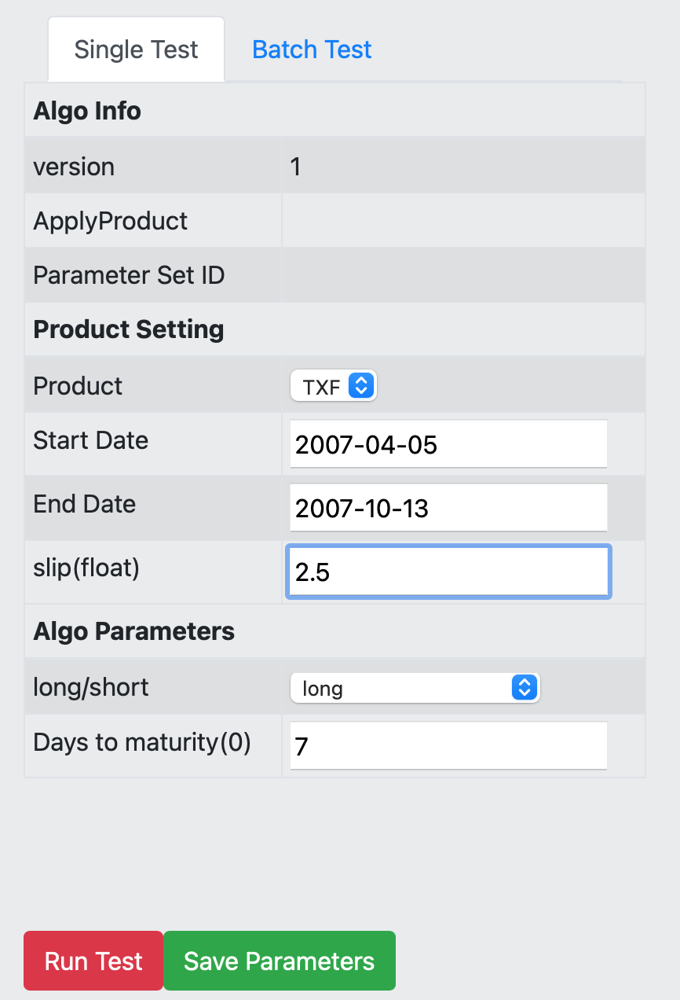 Single Test Batch Test
Algo Info
version 1
ApplyProduct
Parameter Set ID
Product Setting
Product TXF
Start Date 2007-04-05
End Date 2007-10-13
slip(float) 2.5
Algo Parameters
long/short long
Days to maturity(0) 7
Run Test Save Parameters